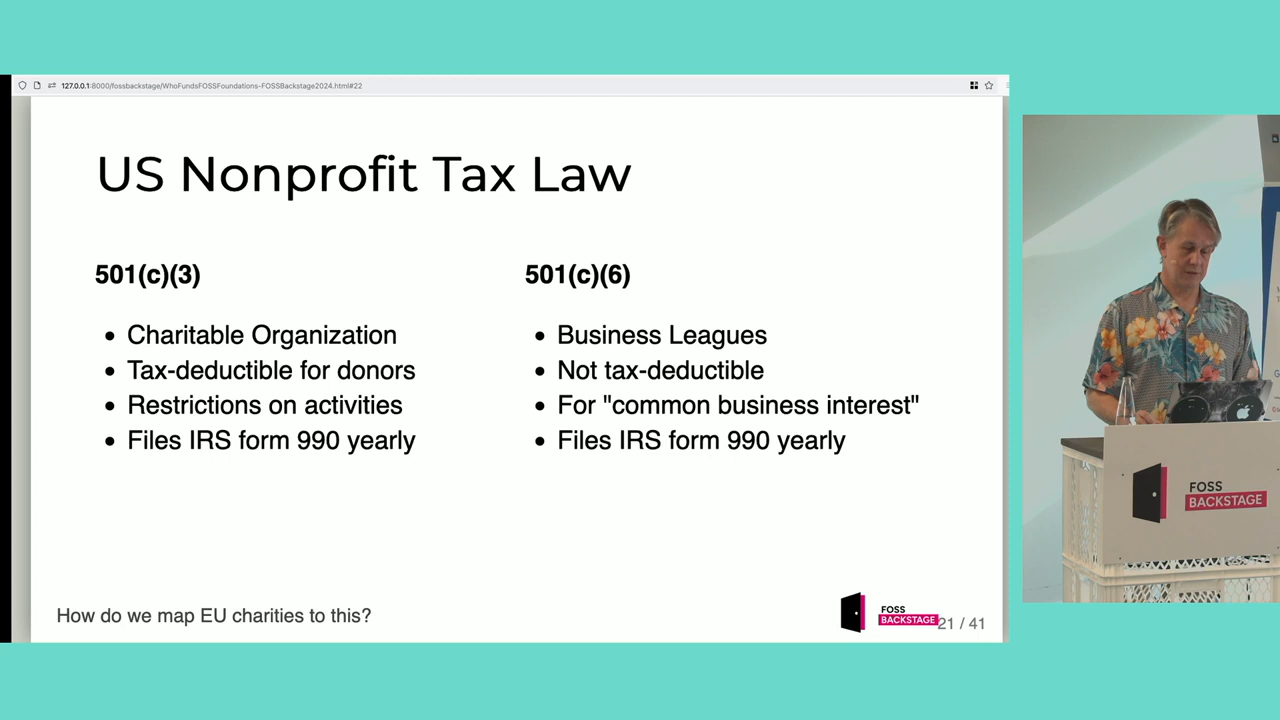 127.0.0.1:8000/fossbackstage/WhoFundsFOSSFoundations-FOSSBackstage2024.html#22
US Nonprofit Tax Law
501(c)(3)
• Charitable Organization
• Tax-deductible for donors
• Restrictions on activities
• Files IRS form 990 yearly
501(c)(6)
• Business Leagues
• Not tax-deductible
• For "common business interest"
• Files IRS form 990 yearly
How do we map EU charities to this?
FOSS
BACKSTAGE
21 / 41
FOSS
BACKSTAGE